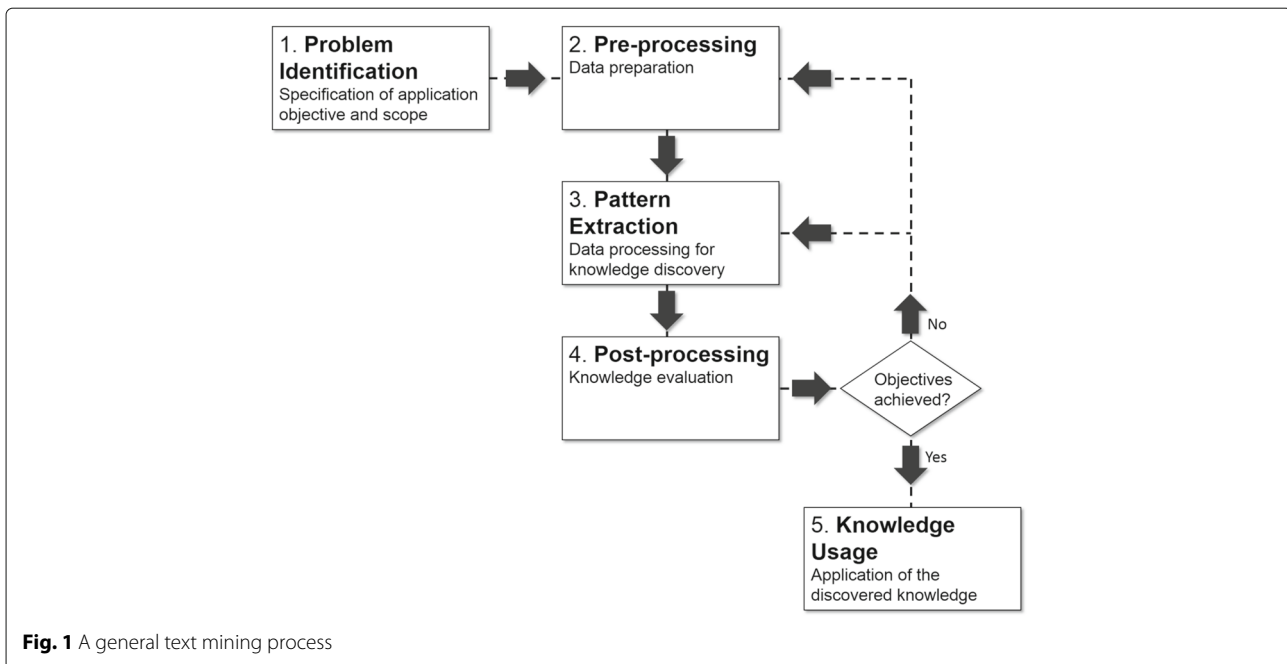 1. Problem
Identification
Specification of application
objective and scope
2. Pre-processing
Data preparation
3. Pattern
Extraction
Data processing for
knowledge discovery
4. Post-processing
Knowledge evaluation
No
Objectives
achieved?
Yes
5. Knowledge
Usage
Application of the
discovered knowledge
Fig. 1 A general text mining process